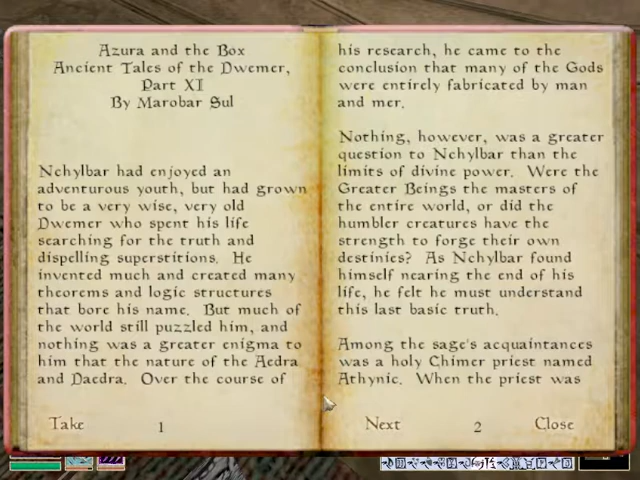 Azura and the Box
Ancient Tales of the Dwemer,
Part XI
By Marobar Sul
Nchylbar had enjoyed an
adventurous youth, but had grown
to be a very wise, very old
Dwemer who spent his life
searching for the truth and
dispelling superstitions. He
invented much and created many
theorems and logic structures
that bore his name. But much of
the world still puzzled him, and
nothing was a greater enigma to
him that the nature of the Aedra
and Daedra. Over the course of
his research, he came to the
conclusion that many of the Gods
were entirely fabricated by man
and mer.
Nothing, however, was a greater
question to Nchylbar than the
limits of divine power. Were the
Greater Beings the masters of
the entire world, or did the
humbler creatures have the
strength to forge their own
destinies? As Nchylbar found
himself nearing the end of his
life, he felt he must understand
this last basic truth.
Among the sage's acquaintances
was a holy Chimer priest named
Athynic. When the priest was
Take
1
Next
2
Close